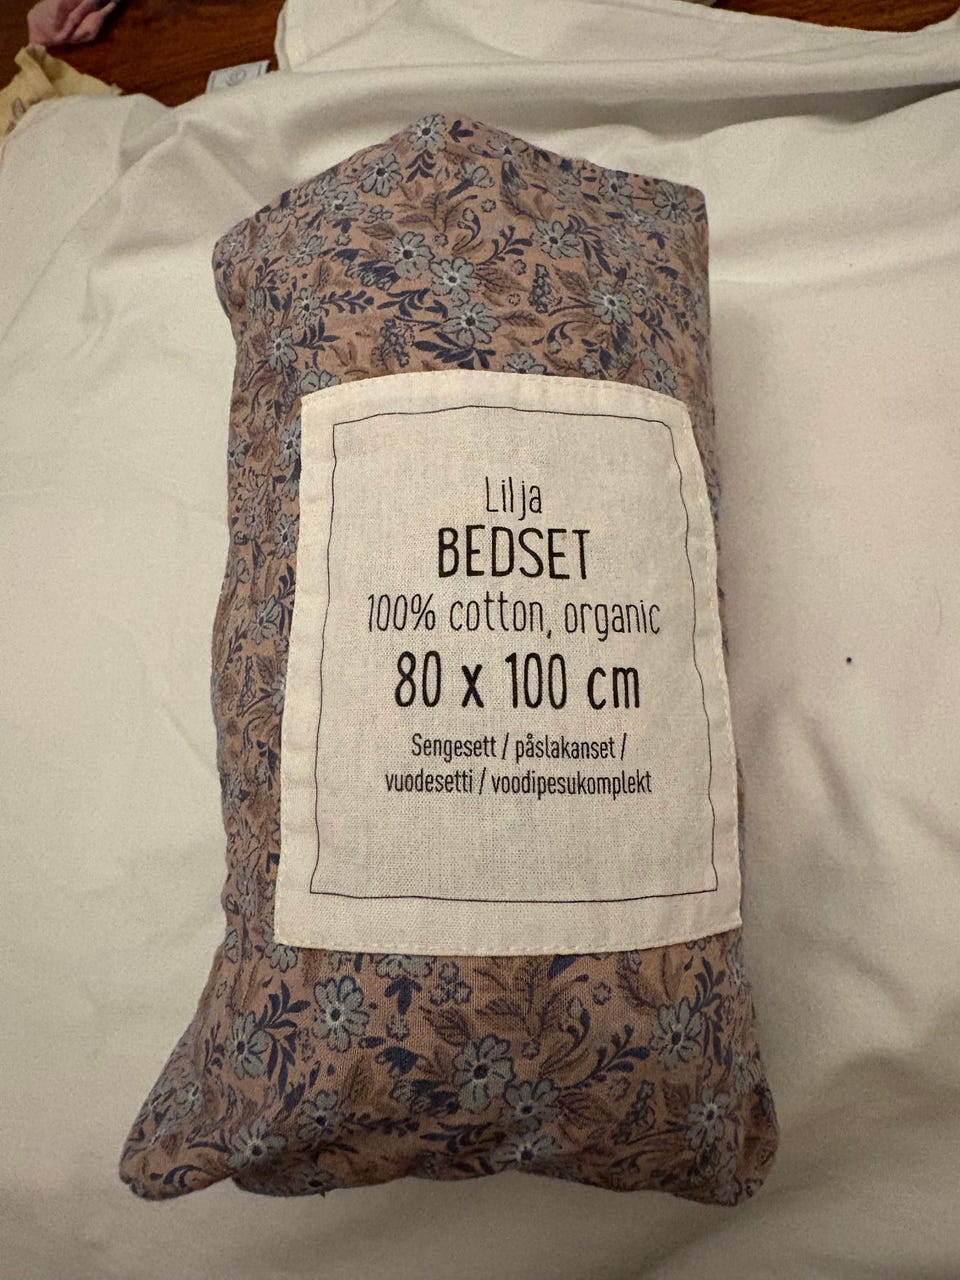 Lilja
BEDSET
100% cotton, organic
80 x 100 cm
Sengesett / påslakanset /
vuodesetti / voodipesukomplekt